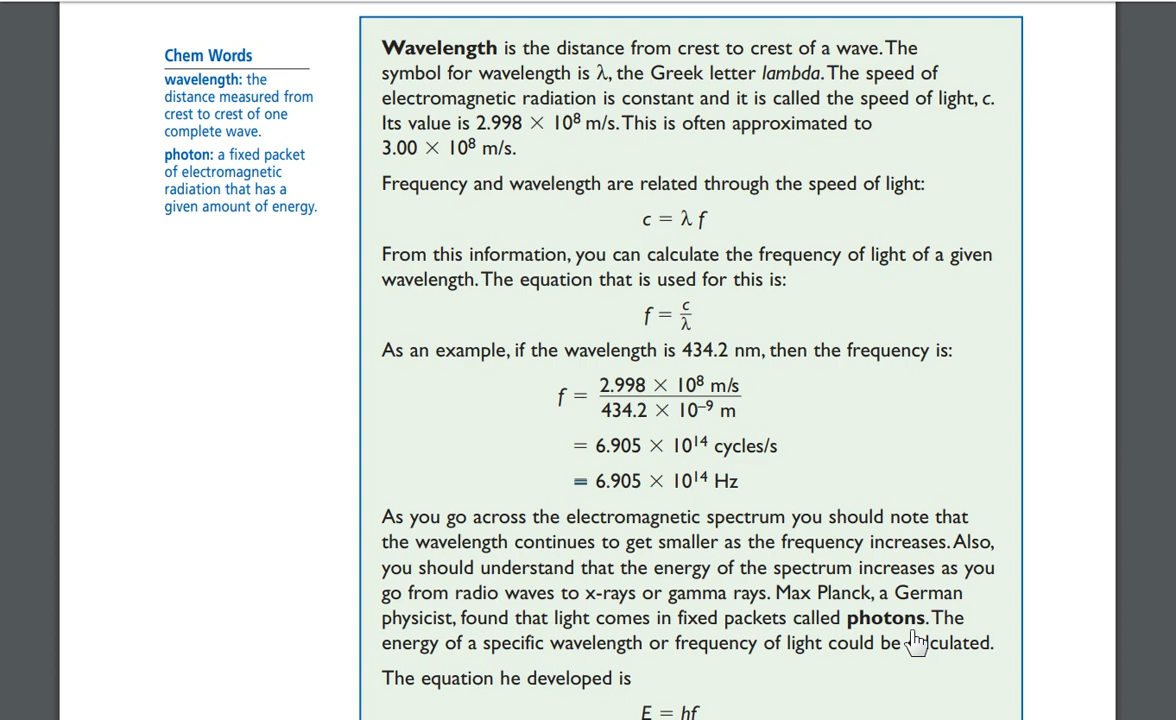 Chem Words
wavelength: the
distance measured from
crest to crest of one
complete wave.
photon: a fixed packet
of electromagnetic
radiation that has a
given amount of energy.
Wavelength is the distance from crest to crest of a wave. The
symbol for wavelength is λ, the Greek letter lambda. The speed of
electromagnetic radiation is constant and it is called the speed of light, c.
Its value is 2.998 × 10⁸ m/s. This is often approximated to
3.00 × 10⁸ m/s.
Frequency and wavelength are related through the speed of light:
c = λ f
From this information, you can calculate the frequency of light of a given
wavelength. The equation that is used for this is:
f = c/λ
As an example, if the wavelength is 434.2 nm, then the frequency is:
f = 2.998 × 10⁸ m/s
434.2 × 10⁻⁹ m
= 6.905 × 10¹⁴ cycles/s
= 6.905 × 10¹⁴ Hz
As you go across the electromagnetic spectrum you should note that
the wavelength continues to get smaller as the frequency increases. Also,
you should understand that the energy of the spectrum increases as you
go from radio waves to x-rays or gamma rays. Max Planck, a German
physicist, found that light comes in fixed packets called photons. The
energy of a specific wavelength or frequency of light could be calculated.
The equation he developed is
E = hf